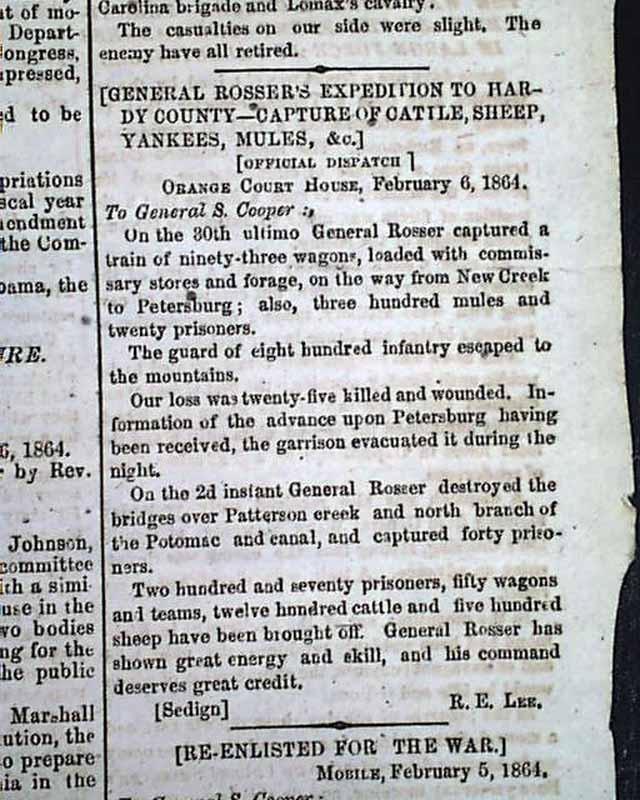 nt of mo-
Depart-
ongress,
pressed,
ed to be
priations
scal year
endment
the Com-
bama, the
URE.
5, 1864.
r by Rev.
Johnson,
committee
ith a simi-
use in the
wo bodies
ng for the
he public
Marshall
ution, the
o prepare
ia in the
Carolina brigade and Lomax's cavalry.
The casualties on our side were slight. The
enemy have all retired.
[GENERAL ROSSER'S EXPEDITION TO HAR-
DY COUNTY—CAPTURE OF CATTLE, SHEEP,
YANKEES, MULES, &c.]
[OFFICIAL DISPATCH]
ORANGE COURT HOUSE, February 6, 1864.
To General S. Cooper:,
On the 30th ultimo General Rosser captured a
train of ninety-three wagons, loaded with commis-
sary stores and forage, on the way from New Creek
to Petersburg; also, three hundred mules and
twenty prisoners.
The guard of eight hundred infantry escaped to
the mountains.
Our loss was twenty-five killed and wounded. In-
formation of the advance upon Petersburg having
been received, the garrison evacuated it during the
night.
On the 2d instant General Rosser destroyed the
bridges over Patterson creek and north branch of
the Potomac and canal, and captured forty priso-
ners.
Two hundred and seventy prisoners, fifty wagons
and teams, twelve hnndred cattle and five hundred
sheep have been brought off. General Rosser has
shown great energy and skill, and his command
deserves great credit.
[Sedign] R. E. LEE.
[RE-ENLISTED FOR THE WAR.]
MOBILE, February 5, 1864.
To General S. Cooper: